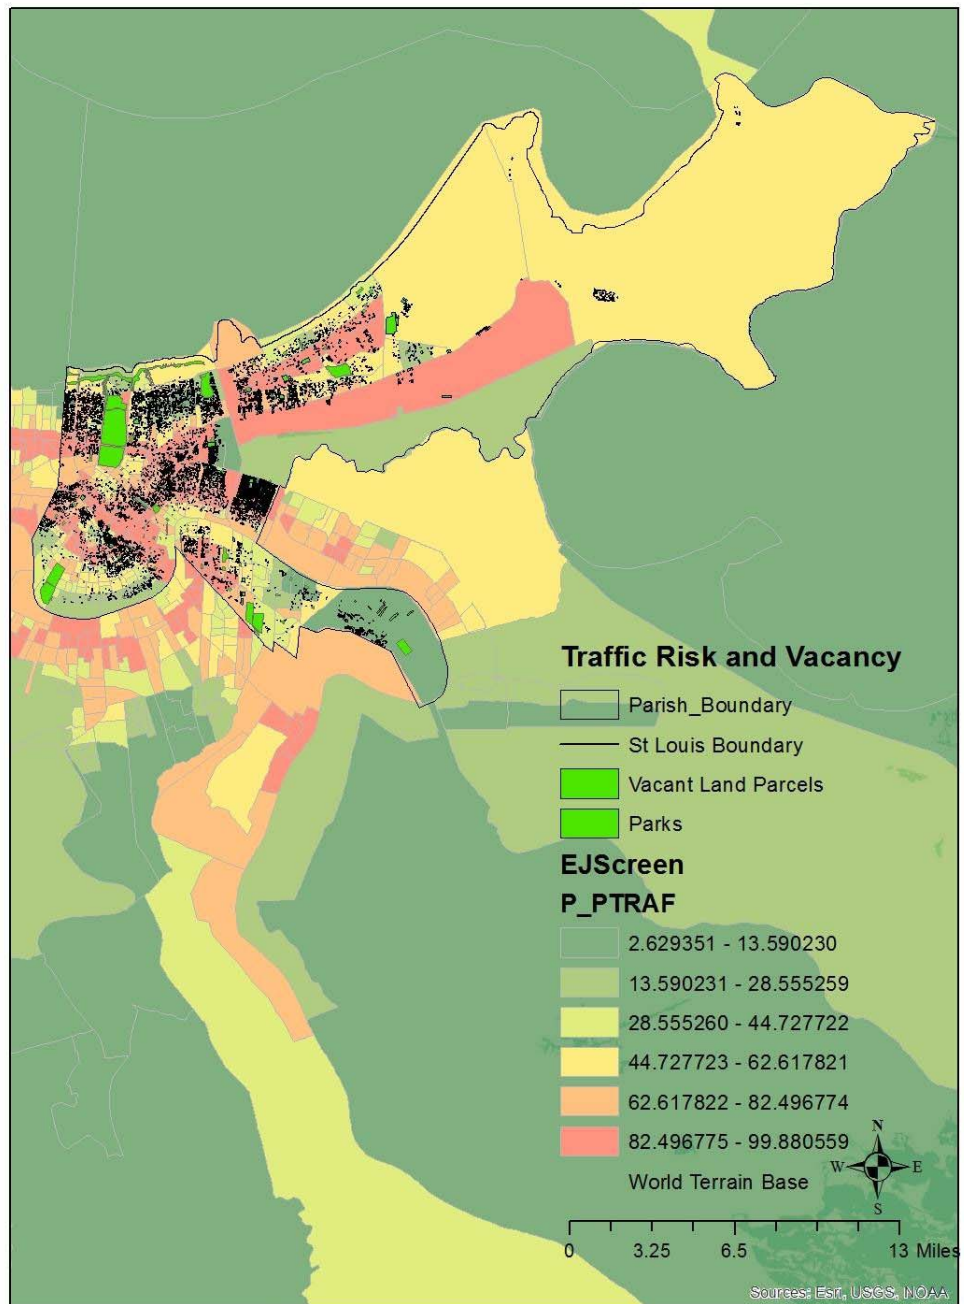 Traffic Risk and Vacancy
Parish_Boundary
St Louis Boundary
Vacant Land Parcels
Parks
EJScreen
P_PTRAF
2.629351 - 13.590230
13.590231 - 28.555259
28.555260 - 44.727722
44.727723 - 62.617821
62.617822 - 82.496774
82.496775 - 99.880559
World Terrain Base
N
W E
S
0 3.25 6.5 13 Miles
Sources: Esri, USGS, NOAA